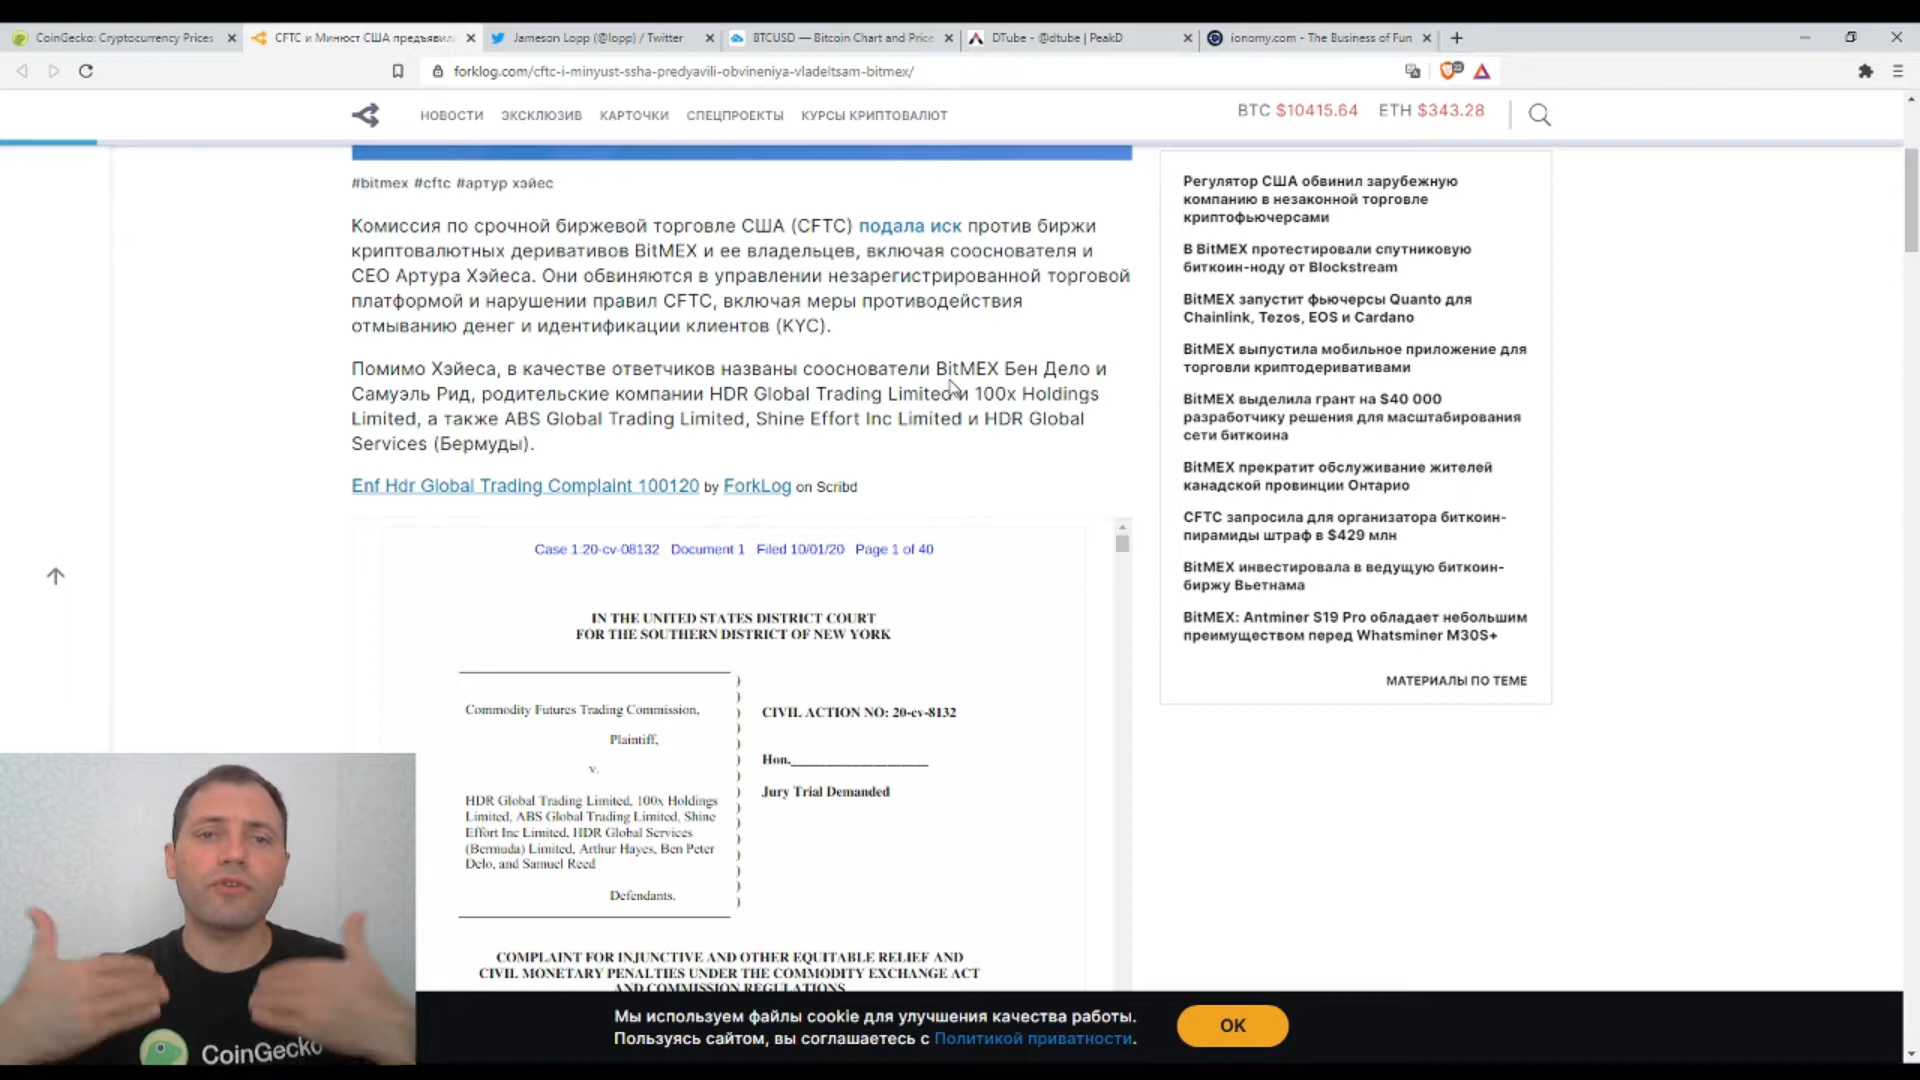 CoinGecko: Cryptocurrency Prices
CFTC и Минюст США предъявил
Jameson Lopp (@lopp) / Twitter
BTCUSD — Bitcoin Chart and Price
DTube - @dtube | PeakD
ionomy.com - The Business of Fun
forklog.com/cftc-i-minyust-ssha-predyavili-obvineniya-vladeltsam-bitmex/
НОВОСТИ ЭКСКЛЮЗИВ КАРТОЧКИ СПЕЦПРОЕКТЫ КУРСЫ КРИПТОВАЛЮТ
BTC $10415.64 ETH $343.28
#bitmex #cftc #артур хэйес
Комиссия по срочной биржевой торговле США (CFTC) подала иск против биржи
криптовалютных деривативов BitMEX и ее владельцев, включая сооснователя и
CEO Артура Хэйеса. Они обвиняются в управлении незарегистрированной торговой
платформой и нарушении правил CFTC, включая меры противодействия
отмыванию денег и идентификации клиентов (KYC).
Помимо Хэйеса, в качестве ответчиков названы сооснователи BitMEX Бен Дело и
Самуэль Рид, родительские компании HDR Global Trading Limited и 100x Holdings
Limited, а также ABS Global Trading Limited, Shine Effort Inc Limited и HDR Global
Services (Бермуды).
Enf Hdr Global Trading Complaint 100120 by ForkLog on Scribd
Case 1:20-cv-08132 Document 1 Filed 10/01/20 Page 1 of 40
IN THE UNITED STATES DISTRICT COURT
FOR THE SOUTHERN DISTRICT OF NEW YORK
Commodity Futures Trading Commission,
Plaintiff,
v.
HDR Global Trading Limited, 100x Holdings
Limited, ABS Global Trading Limited, Shine
Effort Inc Limited, HDR Global Services
(Bermuda) Limited, Arthur Hayes, Ben Peter
Delo, and Samuel Reed
Defendants.
CIVIL ACTION NO: 20-cv-8132
Hon.
Jury Trial Demanded
COMPLAINT FOR INJUNCTIVE AND OTHER EQUITABLE RELIEF AND
CIVIL MONETARY PENALTIES UNDER THE COMMODITY EXCHANGE ACT
AND COMMISSION REGULATIONS
Регулятор США обвинил зарубежную
компанию в незаконной торговле
криптофьючерсами
В BitMEX протестировали спутниковую
биткоин-ноду от Blockstream
BitMEX запустит фьючерсы Quanto для
Chainlink, Tezos, EOS и Cardano
BitMEX выпустила мобильное приложение для
торговли криптодеривативами
BitMEX выделила грант на $40 000
разработчику решения для масштабирования
сети биткоина
BitMEX прекратит обслуживание жителей
канадской провинции Онтарио
CFTC запросила для организатора биткоин-
пирамиды штраф в $429 млн
BitMEX инвестировала в ведущую биткоин-
биржу Вьетнама
BitMEX: Antminer S19 Pro обладает небольшим
преимуществом перед Whatsminer M30S+
МАТЕРИАЛЫ ПО ТЕМЕ
Мы используем файлы cookie для улучшения качества работы.
Пользуясь сайтом, вы соглашаетесь с Политикой приватности.
OK
CoinGecko